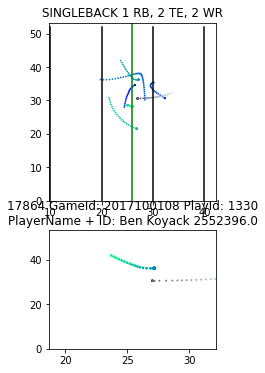 SINGLEBACK 1 RB, 2 TE, 2 WR
50
40
30
20
10
0
10 20 30 40
17864 GameId: 2017100108 PlayId: 1330
PlayerName + ID: Ben Koyack 2552396.0
40
20
0
20 25 30